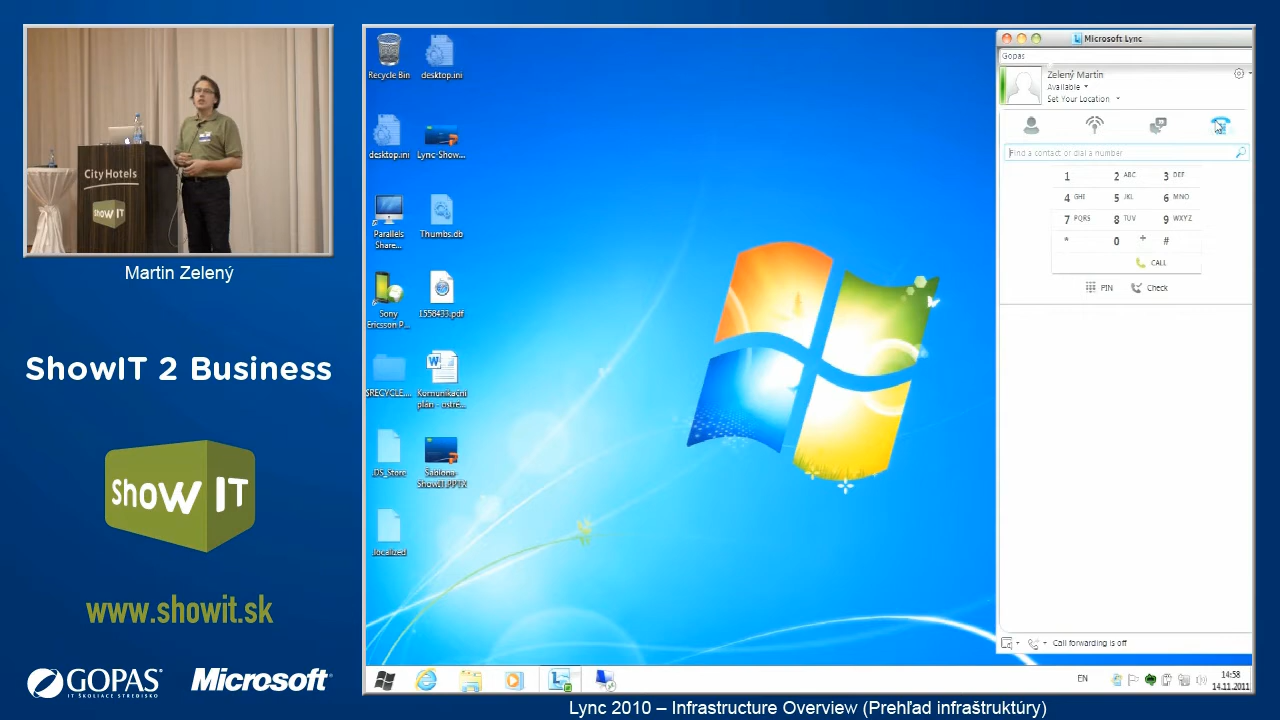 City Hotels
Show IT
Martin Zelený
ShowIT 2 Business
Show IT
www.showit.sk
GOPAS
IT ŠKOLIACE STREDISKO
Microsoft
Recycle Bin
desktop.ini
desktop.ini
Lync-Show...
Parallels
Share...
Thumbs.db
Sony
Ericsson P...
1558433.pdf
$RECYCLE....
Komunikacní
plán - ostre...
.DS_Store
Šablona-
ShowIT.PPTX
.localized
Microsoft Lync
Gopas
Zelený Martin
Available
Set Your Location
Find a contact or dial a number
1 2 ABC 3 DEF
4 GHI 5 JKL 6 MNO
7 PQRS 8 TUV 9 WXYZ
* 0 + #
CALL
PIN Check
Call forwarding is off
EN
14:58
14.11.2011
Lync 2010 – Infrastructure Overview (Prehľad infraštruktúry)